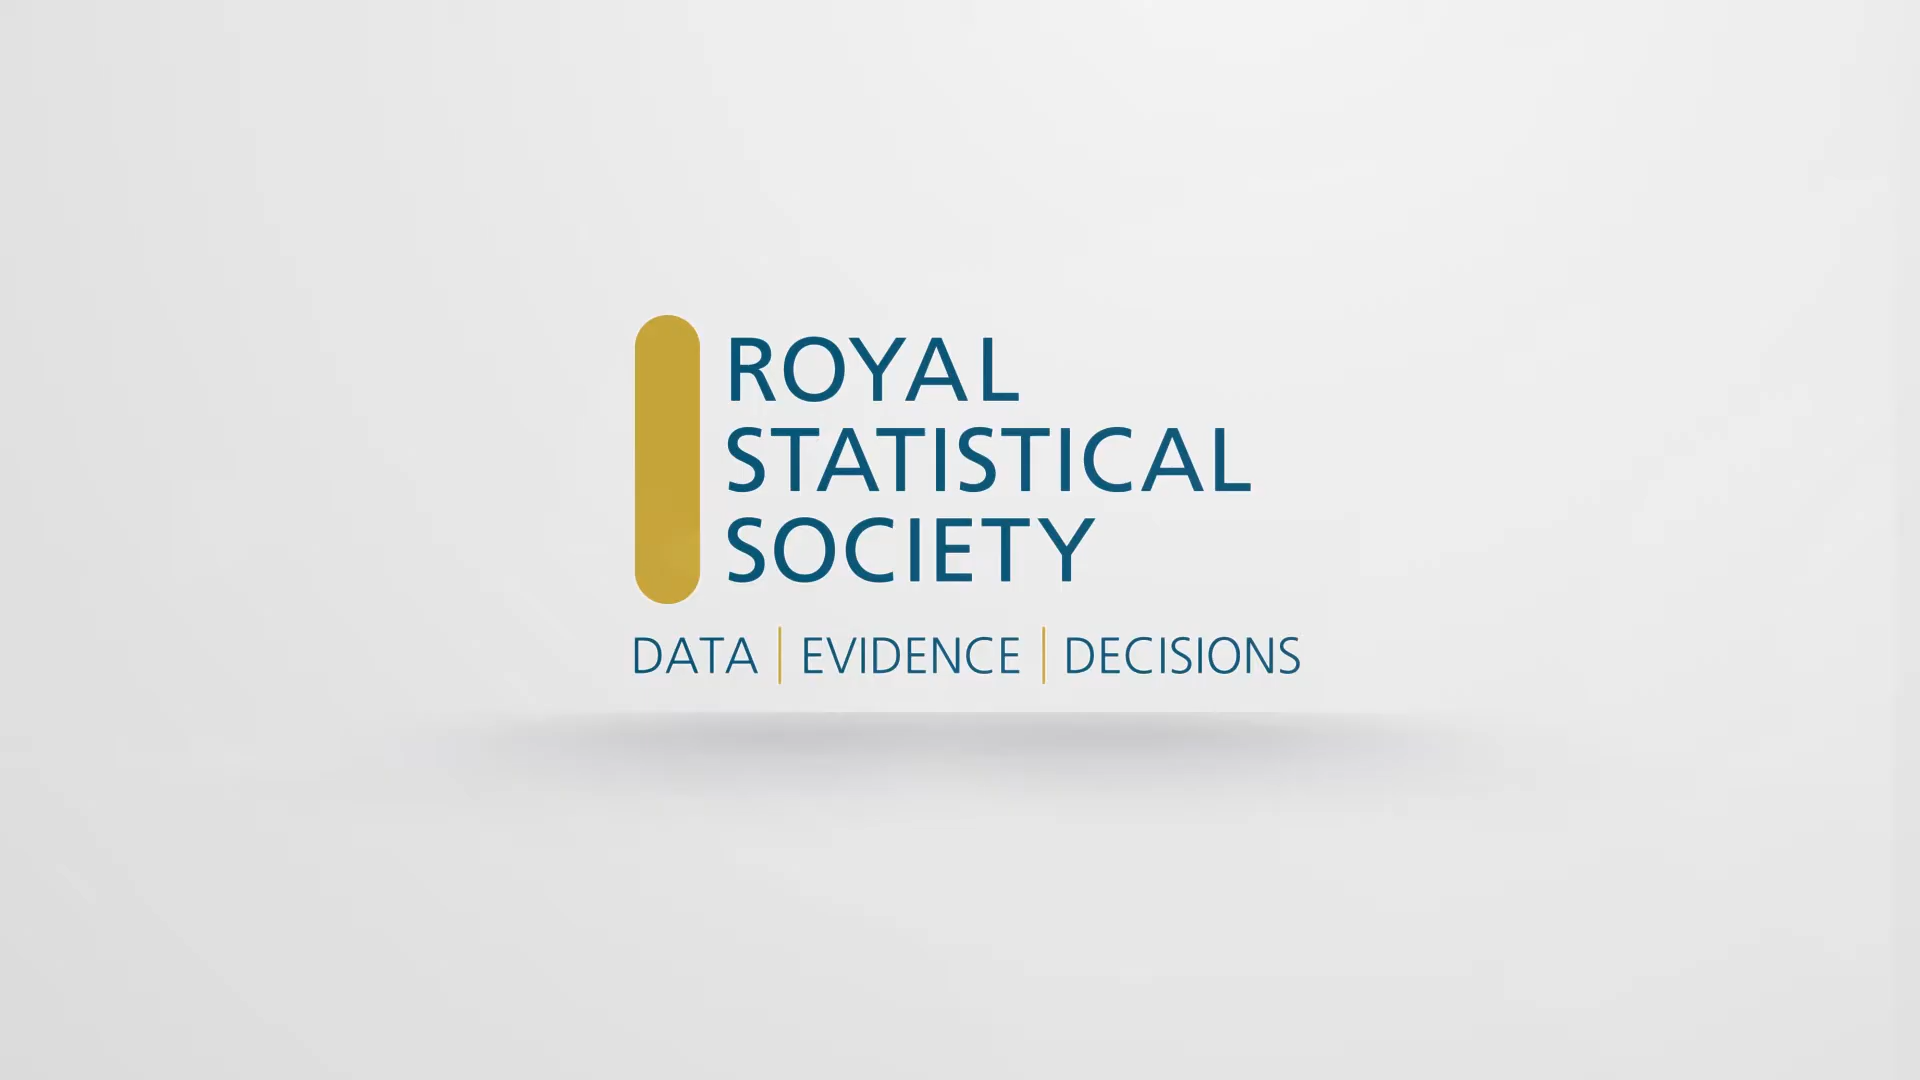 ROYAL
STATISTICAL
SOCIETY
DATA | EVIDENCE | DECISIONS